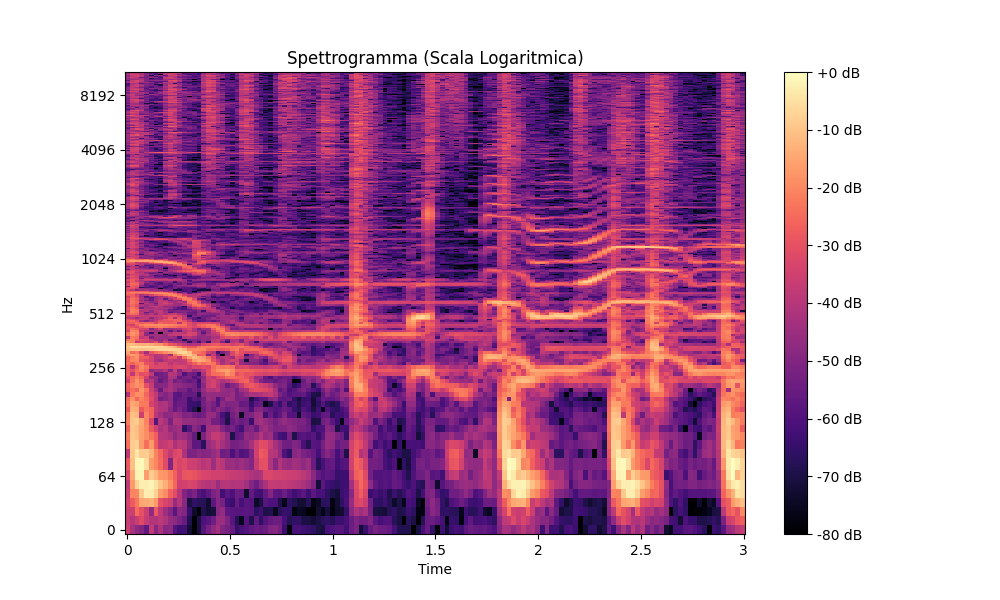 Spettrogramma (Scala Logaritmica)
Hz
8192
4096
2048
1024
512
256
128
64
0
0
0.5
1
1.5
2
2.5
3
Time
+0 dB
-10 dB
-20 dB
-30 dB
-40 dB
-50 dB
-60 dB
-70 dB
-80 dB